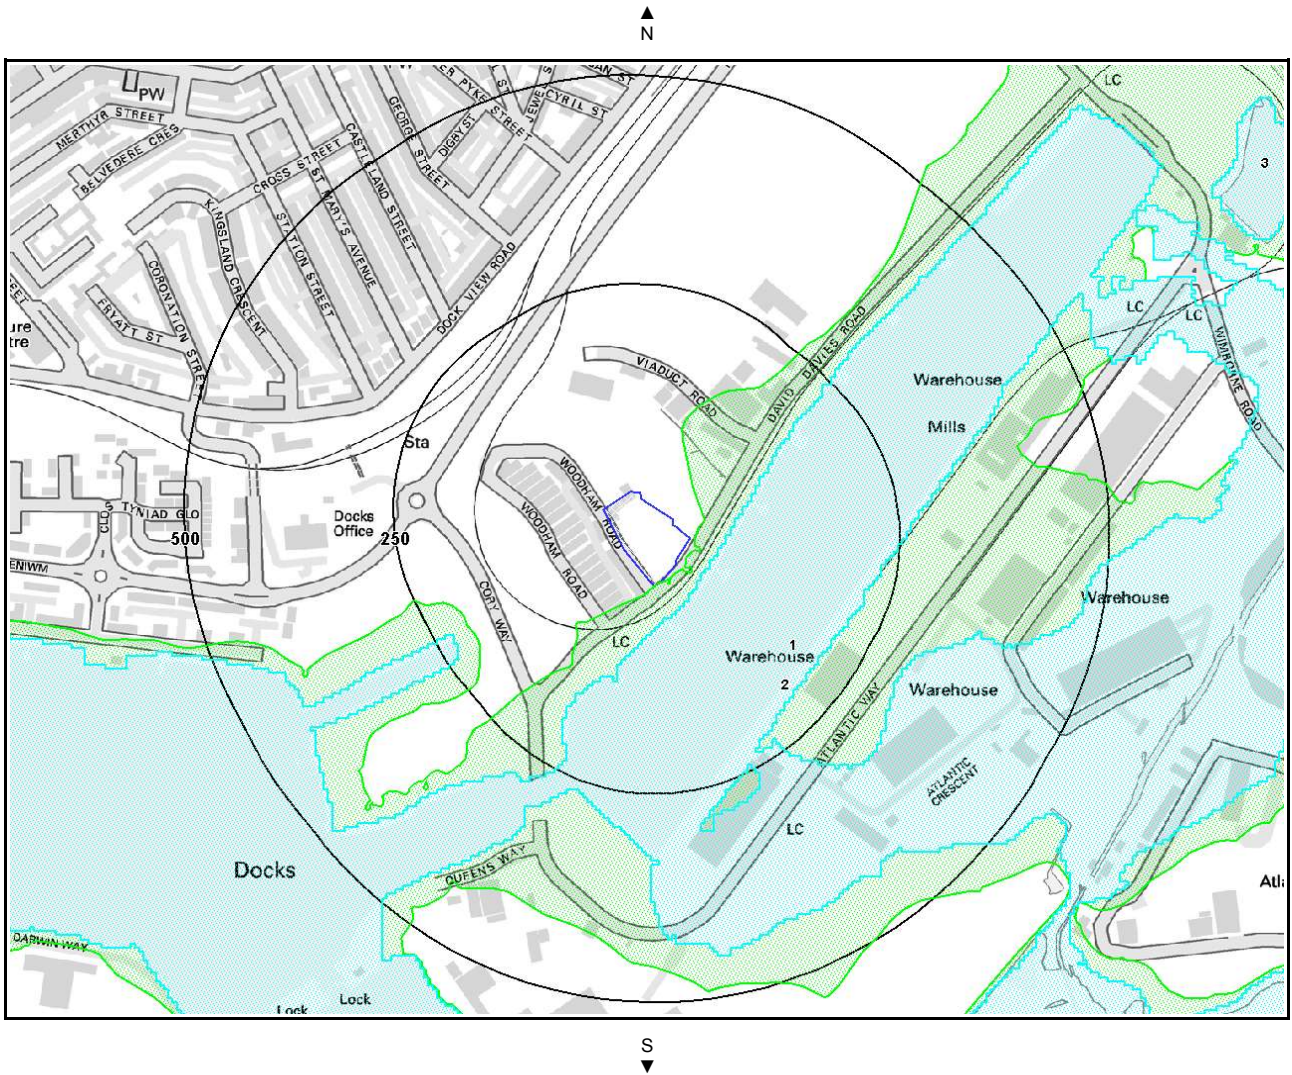 N
LC
PW
MERTHYR STREET
BELVEDERE CRES
CROSS STREET
GEORGE STREET
DIGBY ST
PYKE STREET
CYRIL ST
CASTLELAND STREET
ST MARY'S AVENUE
STATION STREET
KINGSLAND CRESCENT
CORONATION STREET
FRYATT ST
DOCK VIEW ROAD
3
LC
LC
WIMBORNE ROAD
VIADUCT ROAD
DAVID DAVIES ROAD
Warehouse
Mills
Sta
WOODHAM ROAD
WOODHAM ROAD
Docks
Office
500
250
CORY WAY
LC
Warehouse
1
Warehouse
2
Warehouse
ATLANTIC WAY
ATLANTIC
CRESCENT
LC
QUEENS WAY
Docks
DARWIN WAY
Lock
Lock
S